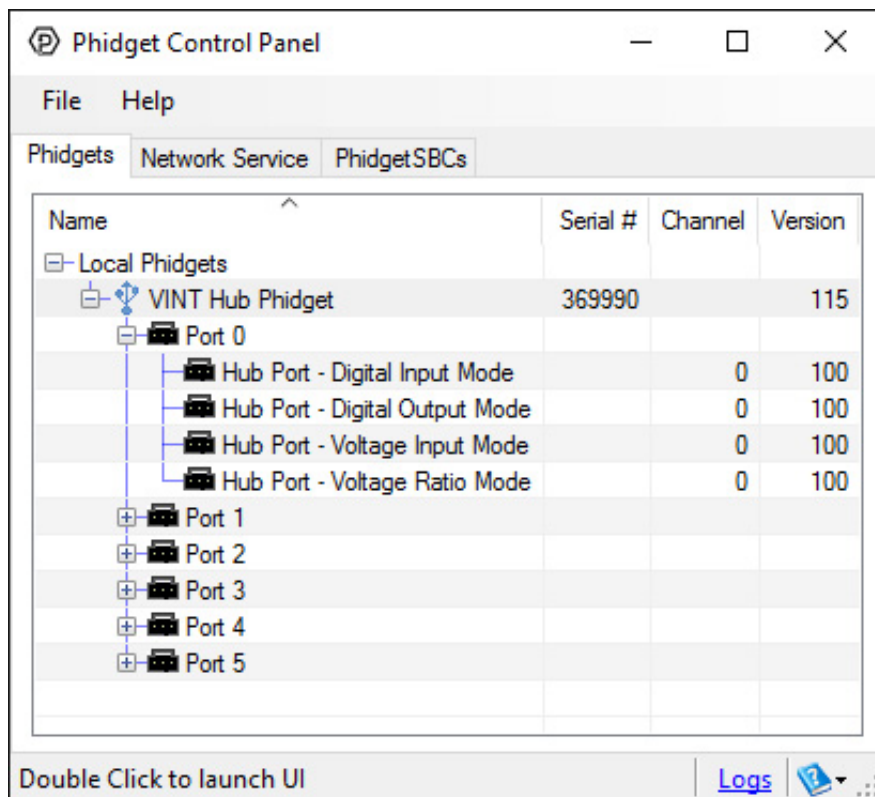 Phidget Control Panel
File Help
Phidgets Network Service PhidgetSBCs
Name Serial # Channel Version
Local Phidgets
VINT Hub Phidget 369990 115
Port 0
Hub Port - Digital Input Mode 0 100
Hub Port - Digital Output Mode 0 100
Hub Port - Voltage Input Mode 0 100
Hub Port - Voltage Ratio Mode 0 100
Port 1
Port 2
Port 3
Port 4
Port 5
Double Click to launch UI Logs